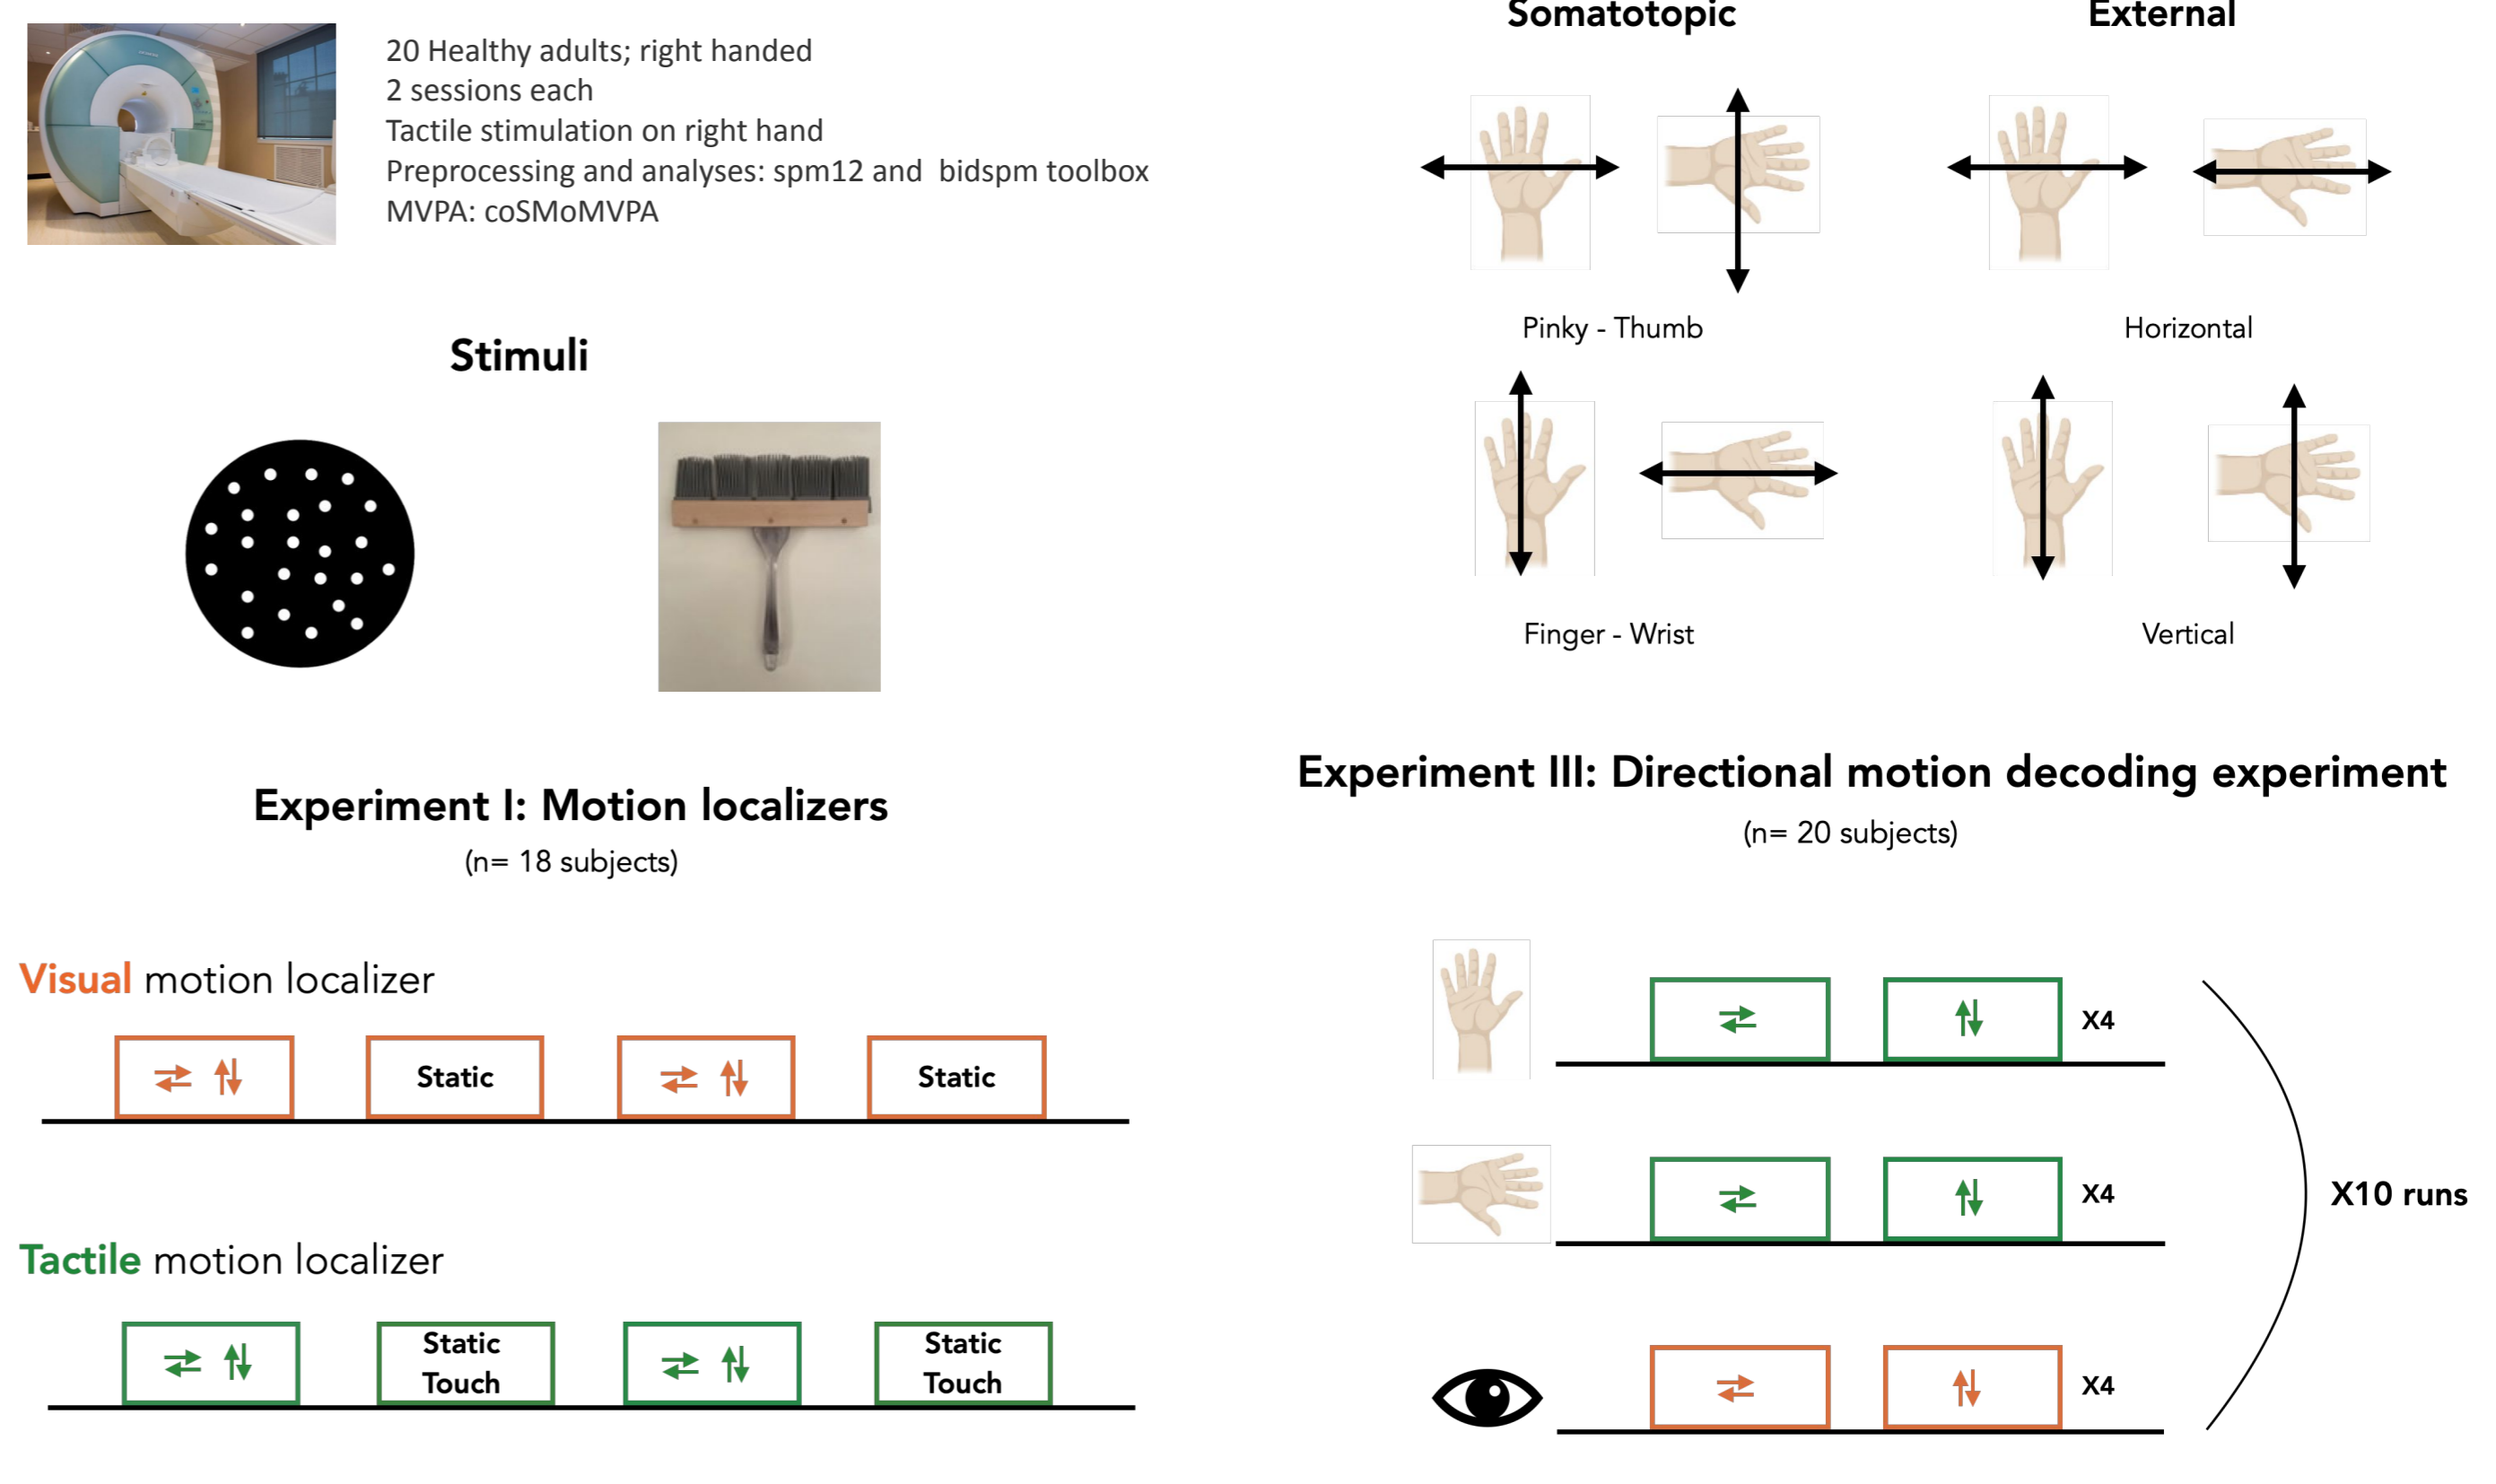 20 Healthy adults; right handed
2 sessions each
Tactile stimulation on right hand
Preprocessing and analyses: spm12 and  bidspm toolbox
MVPA: coSMoMVPA
Stimuli
Experiment I: Motion localizers
(n= 18 subjects)
Visual motion localizer
Static
Static
Tactile motion localizer
Static
Touch
Static
Touch
Somatotopic
External
Pinky - Thumb
Horizontal
Finger - Wrist
Vertical
Experiment III: Directional motion decoding experiment
(n= 20 subjects)
X4
X4
X4
X10 runs